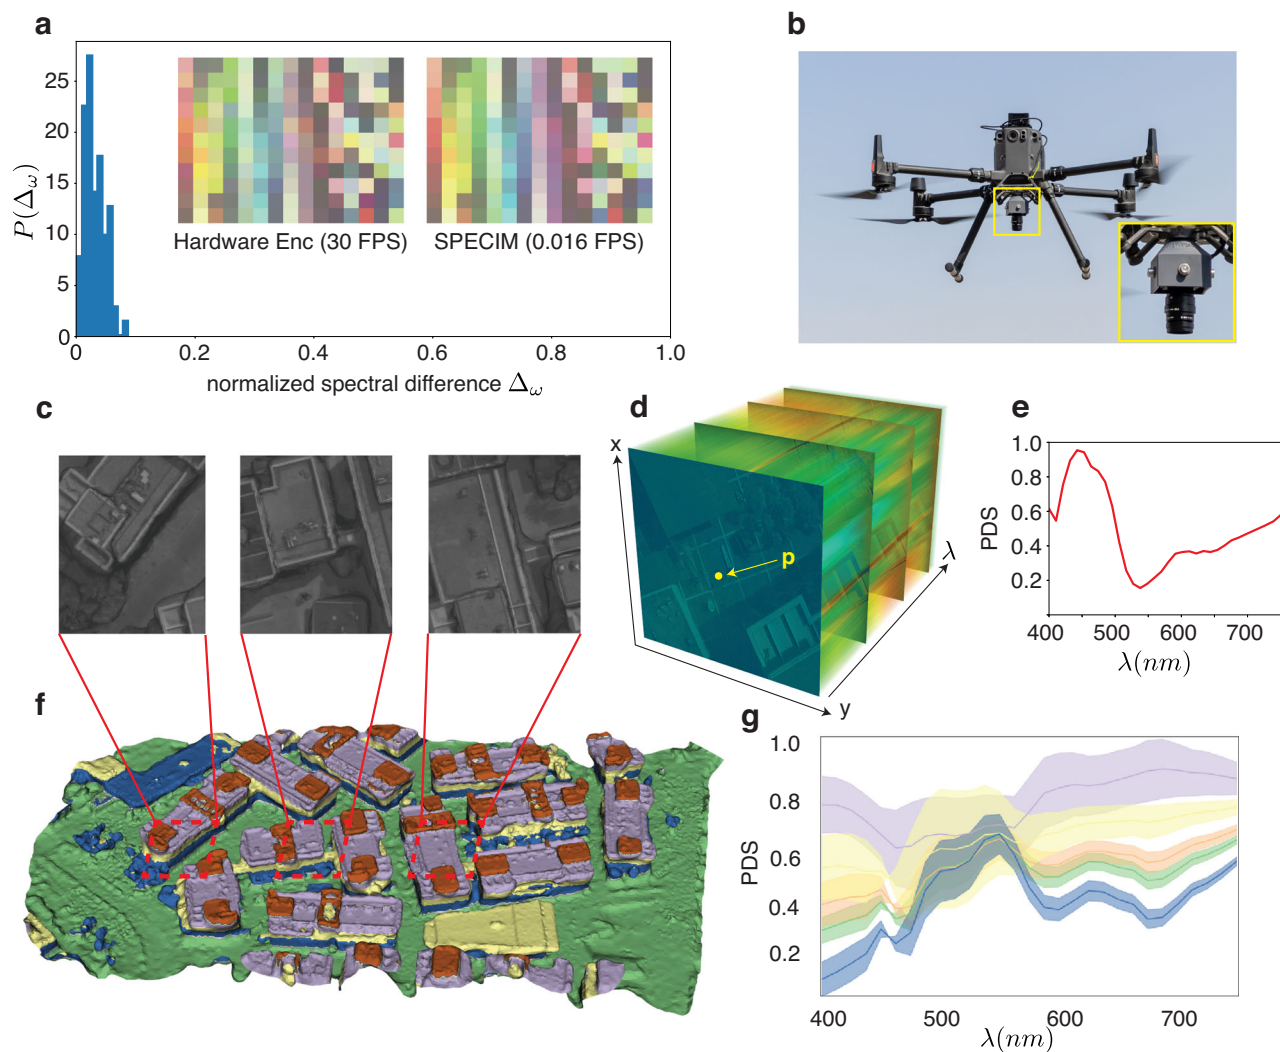 a
25
20
15
10
5
0
P(Δω)
0
0.2
0.4
0.6
0.8
1.0
normalized spectral difference Δω
Hardware Enc (30 FPS)
SPECIM (0.016 FPS)
b
c
d
x
y
λ
p
e
1.0
0.8
0.6
0.4
0.2
PDS
400
500
600
700
λ(nm)
f
g
1.0
0.8
0.6
0.4
0.2
PDS
400
500
600
700
λ(nm)